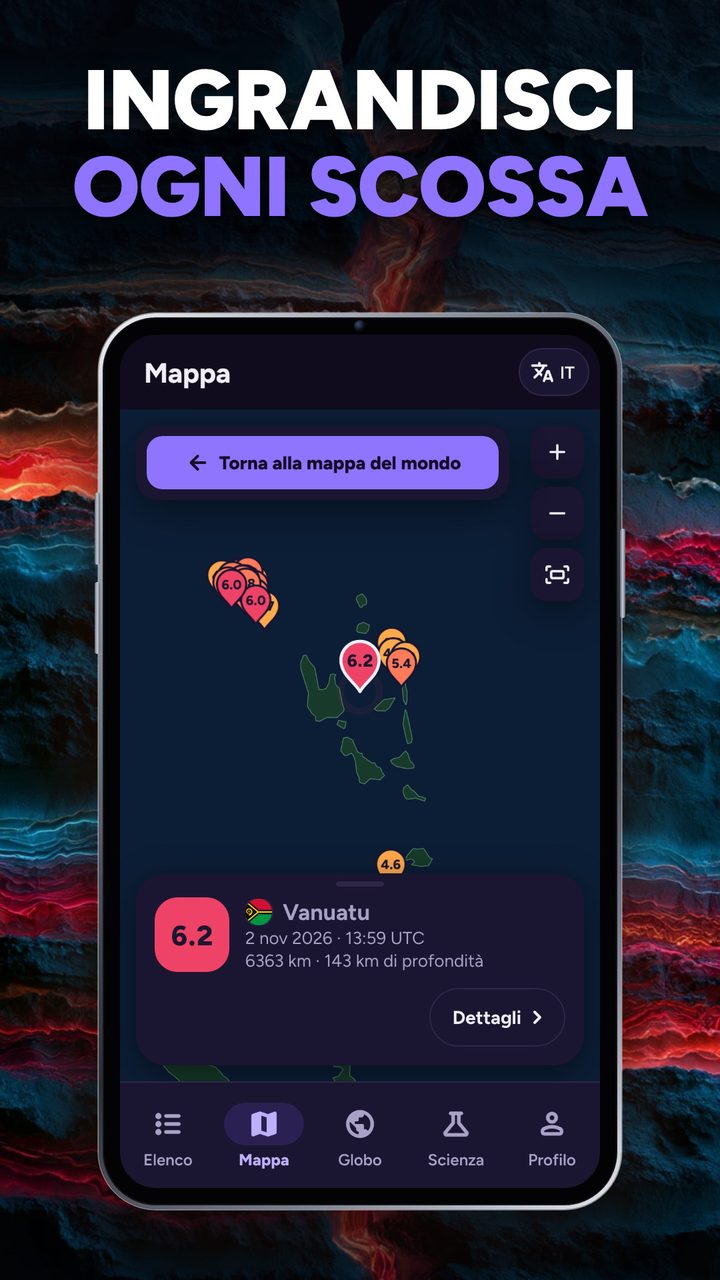 INGRANDISCI
OGNI SCOSSA
Mappa
IT
Torna alla mappa del mondo
6.0
6.0
6.2
5.4
4.6
6.2
Vanuatu
2 nov 2026 · 13:59 UTC
6363 km · 143 km di profondità
Dettagli
Elenco
Mappa
Globo
Scienza
Profilo